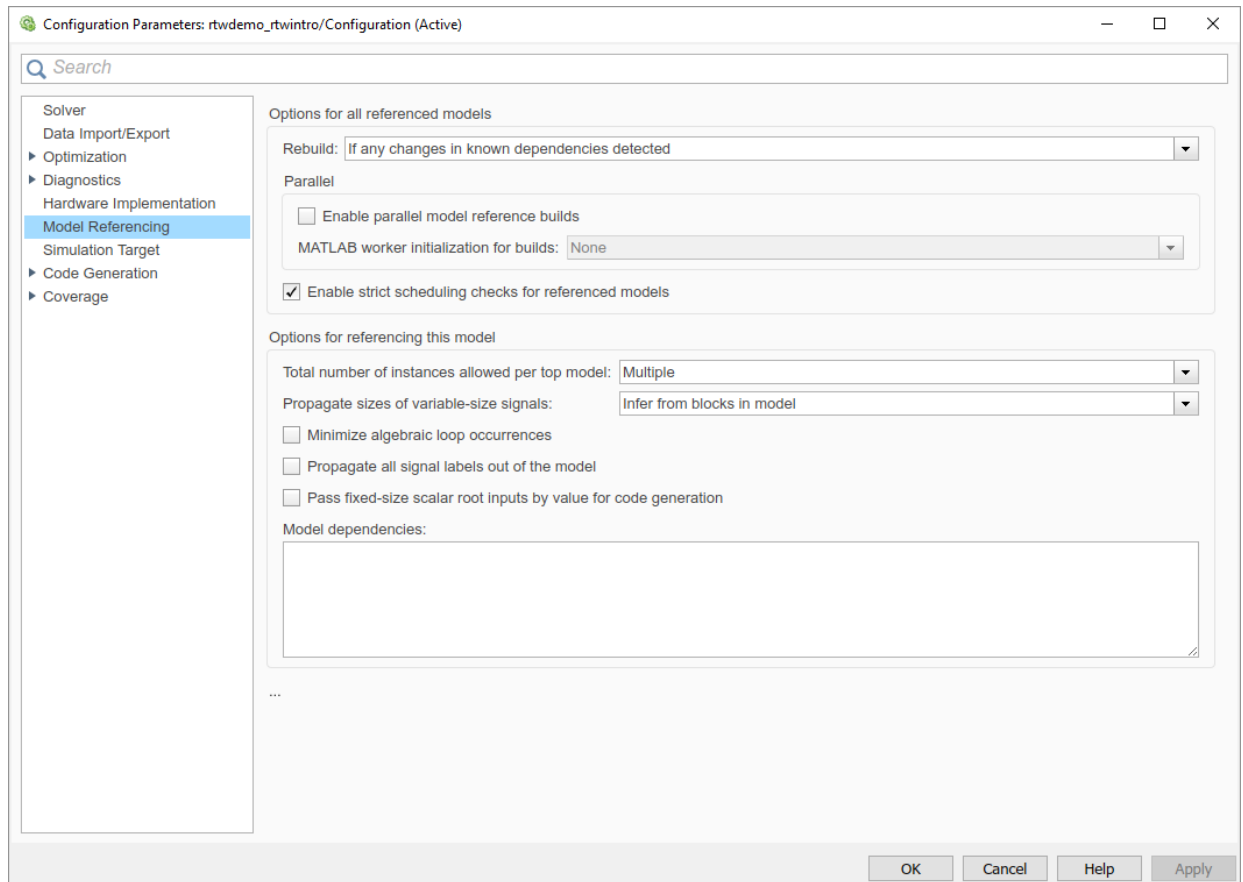 Configuration Parameters: rtwdemo_rtwintro/Configuration (Active)
Search
Solver
Data Import/Export
Optimization
Diagnostics
Hardware Implementation
Model Referencing
Simulation Target
Code Generation
Coverage
Options for all referenced models
Rebuild: If any changes in known dependencies detected
Parallel
Enable parallel model reference builds
MATLAB worker initialization for builds: None
Enable strict scheduling checks for referenced models
Options for referencing this model
Total number of instances allowed per top model: Multiple
Propagate sizes of variable-size signals: Infer from blocks in model
Minimize algebraic loop occurrences
Propagate all signal labels out of the model
Pass fixed-size scalar root inputs by value for code generation
Model dependencies:
...
OK Cancel Help Apply